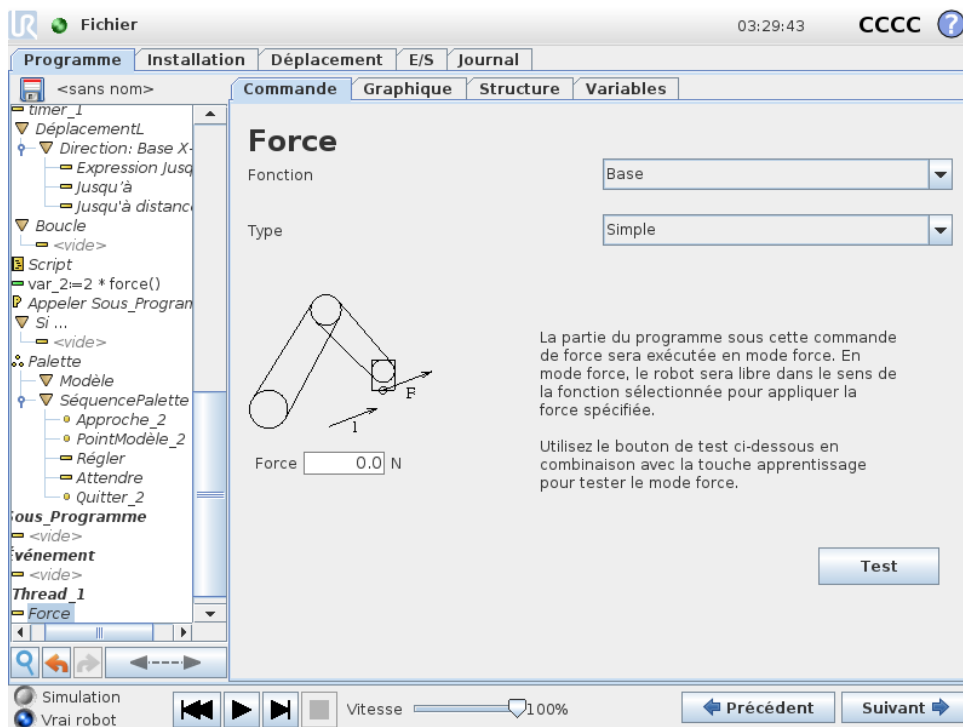 UR Fichier 03:29:43 CCCC ?
Programme Installation Déplacement E/S Journal
<sans nom>
Commande Graphique Structure Variables
timer_1
DéplacementL
Direction: Base X-
Expression Jusq
Jusqu'à
Jusqu'à distanc
Boucle
<vide>
Script
var_2:=2 * force()
Appeler Sous_Program
Si ...
<vide>
Palette
Modèle
SéquencePalette
Approche_2
PointModèle_2
Régler
Attendre
Quitter_2
Sous_Programme
<vide>
Événement
<vide>
Thread_1
Force
Force
Fonction Base
Type Simple
F
1
Force 0.0 N
La partie du programme sous cette commande
de force sera exécutée en mode force. En
mode force, le robot sera libre dans le sens de
la fonction sélectionnée pour appliquer la
force spécifiée.
Utilisez le bouton de test ci-dessous en
combinaison avec la touche apprentissage
pour tester le mode force.
Test
Simulation
Vrai robot
Vitesse 100%
Précédent Suivant